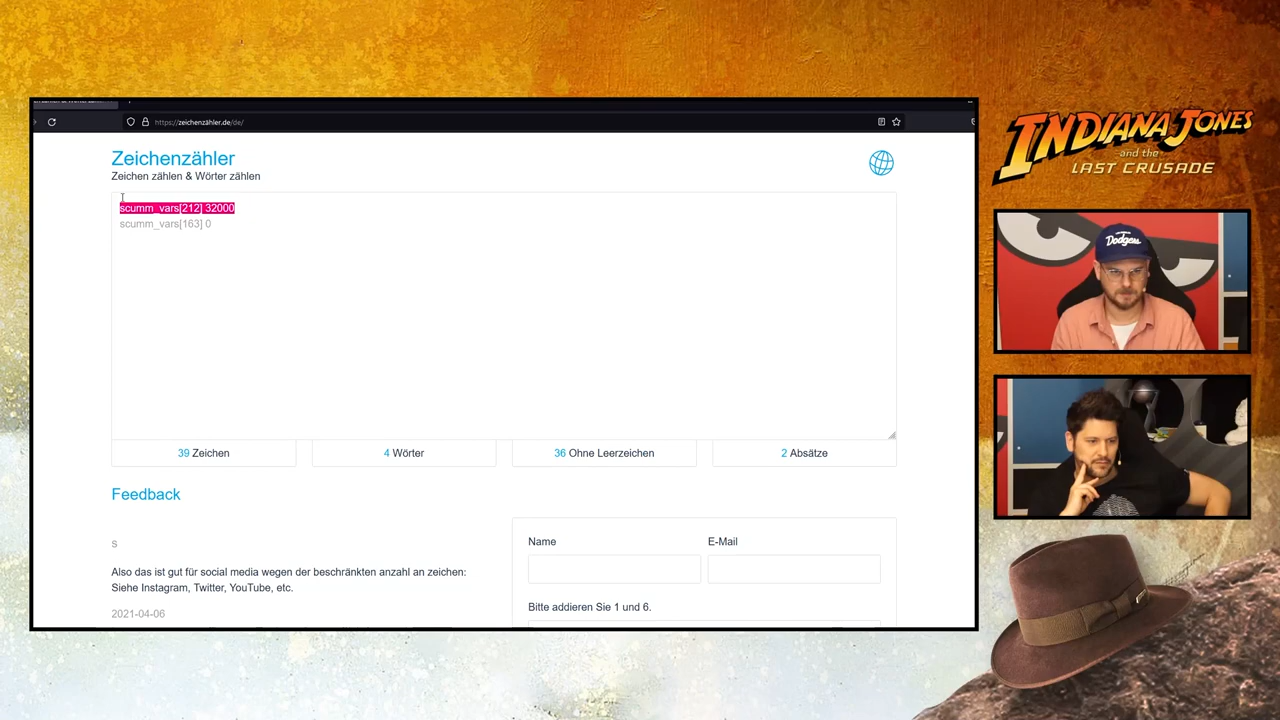 https://zeichenzähler.de/de/
Zeichenzähler
Zeichen zählen & Wörter zählen
scumm_vars[212] 32000
scumm_vars[163] 0
39 Zeichen
4 Wörter
36 Ohne Leerzeichen
2 Absätze
Feedback
s
Also das ist gut für social media wegen der beschränkten anzahl an zeichen:
Siehe Instagram, Twitter, YouTube, etc.
2021-04-06
Name
E-Mail
Bitte addieren Sie 1 und 6.
INDIANA JONES
and the
LAST CRUSADE
Dodgers